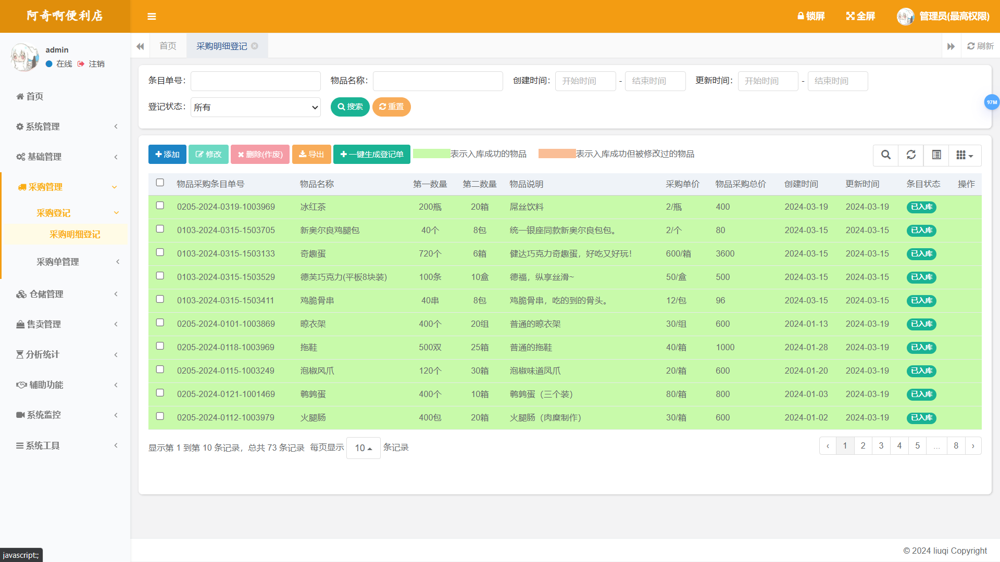 阿奇啊便利店
锁屏 全屏 管理员(最高权限)
admin
在线 注销
首页 采购明细登记 刷新
首页
系统管理
基础管理
采购管理
采购登记
采购明细登记
采购单管理
仓储管理
售卖管理
分析统计
辅助功能
系统监控
系统工具
条目单号： 物品名称： 创建时间： 开始时间 - 结束时间 更新时间： 开始时间 - 结束时间
登记状态： 所有 搜索 重置
97M
添加 修改 删除(作废) 导出 一键生成登记单 表示入库成功的物品 表示入库成功但被修改过的物品
物品采购条目单号 物品名称 第一数量 第二数量 物品说明 采购单价 物品采购总价 创建时间 更新时间 条目状态 操作
0205-2024-0319-1003969 冰红茶 200瓶 20箱 屌丝饮料 2/瓶 400 2024-03-19 2024-03-19 已入库
0103-2024-0315-1503705 新奥尔良鸡腿包 40个 8包 统一银座同款新奥尔良包包。 2/个 80 2024-03-15 2024-03-15 已入库
0103-2024-0315-1503133 奇趣蛋 720个 6箱 健达巧克力奇趣蛋，好吃又好玩！ 600/箱 3600 2024-03-15 2024-03-15 已入库
0103-2024-0315-1503529 德芙巧克力(平板8块装) 100条 10盒 德福，纵享丝滑~ 50/盒 500 2024-03-15 2024-03-15 已入库
0103-2024-0315-1503411 鸡脆骨串 40串 8包 鸡脆骨串，吃的到的骨头。 12/包 96 2024-03-15 2024-03-15 已入库
0205-2024-0101-1003869 晾衣架 400个 20组 普通的晾衣架 30/组 600 2024-01-13 2024-03-19 已入库
0205-2024-0118-1003969 拖鞋 500双 25箱 普通的拖鞋 40/箱 1000 2024-01-28 2024-03-19 已入库
0205-2024-0115-1003249 泡椒风爪 120个 30箱 泡椒味道凤爪 20/箱 600 2024-01-20 2024-03-19 已入库
0205-2024-0121-1001469 鹌鹑蛋 400个 10箱 鹌鹑蛋（三个装） 80/箱 800 2024-01-03 2024-03-19 已入库
0205-2024-0112-1003979 火腿肠 400包 20箱 火腿肠（肉糜制作） 30/箱 600 2024-01-02 2024-03-19 已入库
显示第 1 到第 10 条记录，总共 73 条记录 每页显示 10 条记录 ‹ 1 2 3 4 5 ... 8 ›
© 2024 liuqi Copyright
javascript:;